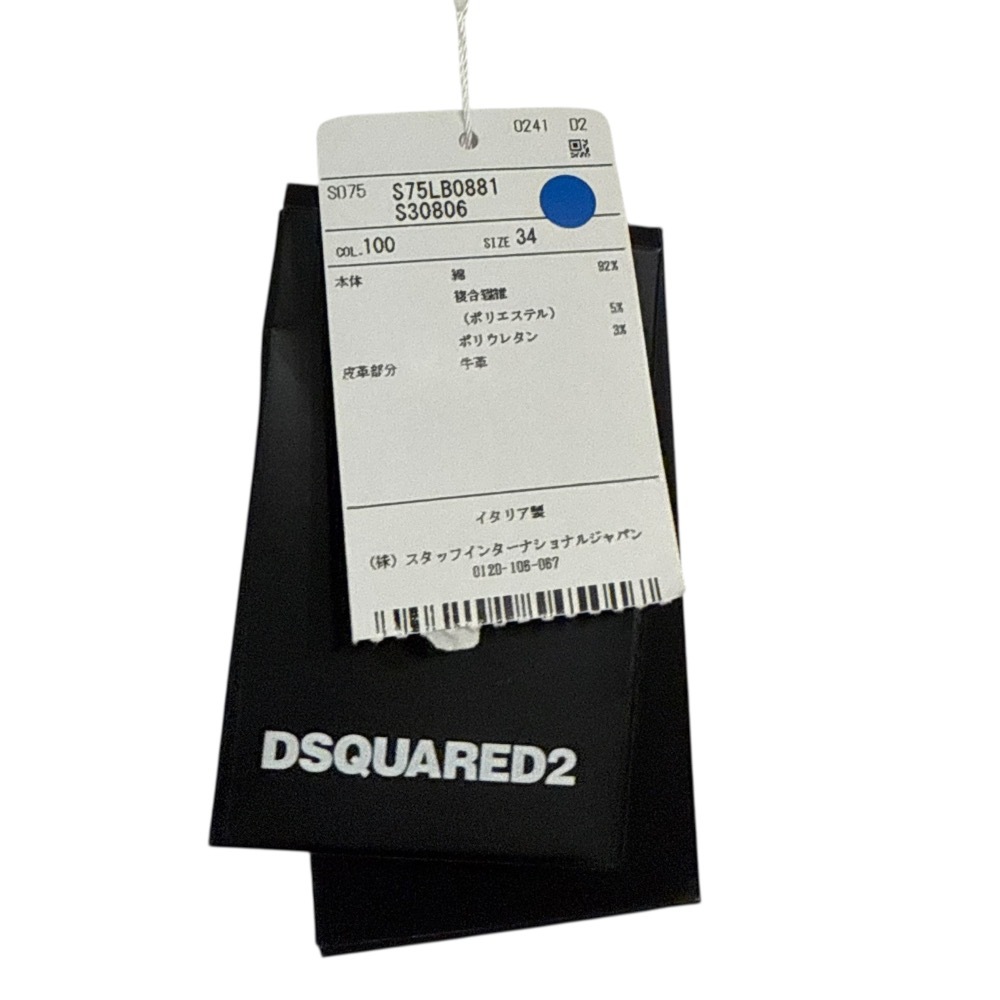 0241 D2
S075 S75LB0881
S30806
COL.100 SIZE 34
本体 綿 92%
複合繊維
(ポリエステル) 5%
ポリウレタン 3%
皮革部分 牛革
イタリア製
(株) スタッフインターナショナルジャパン
0120-106-067
DSQUARED2